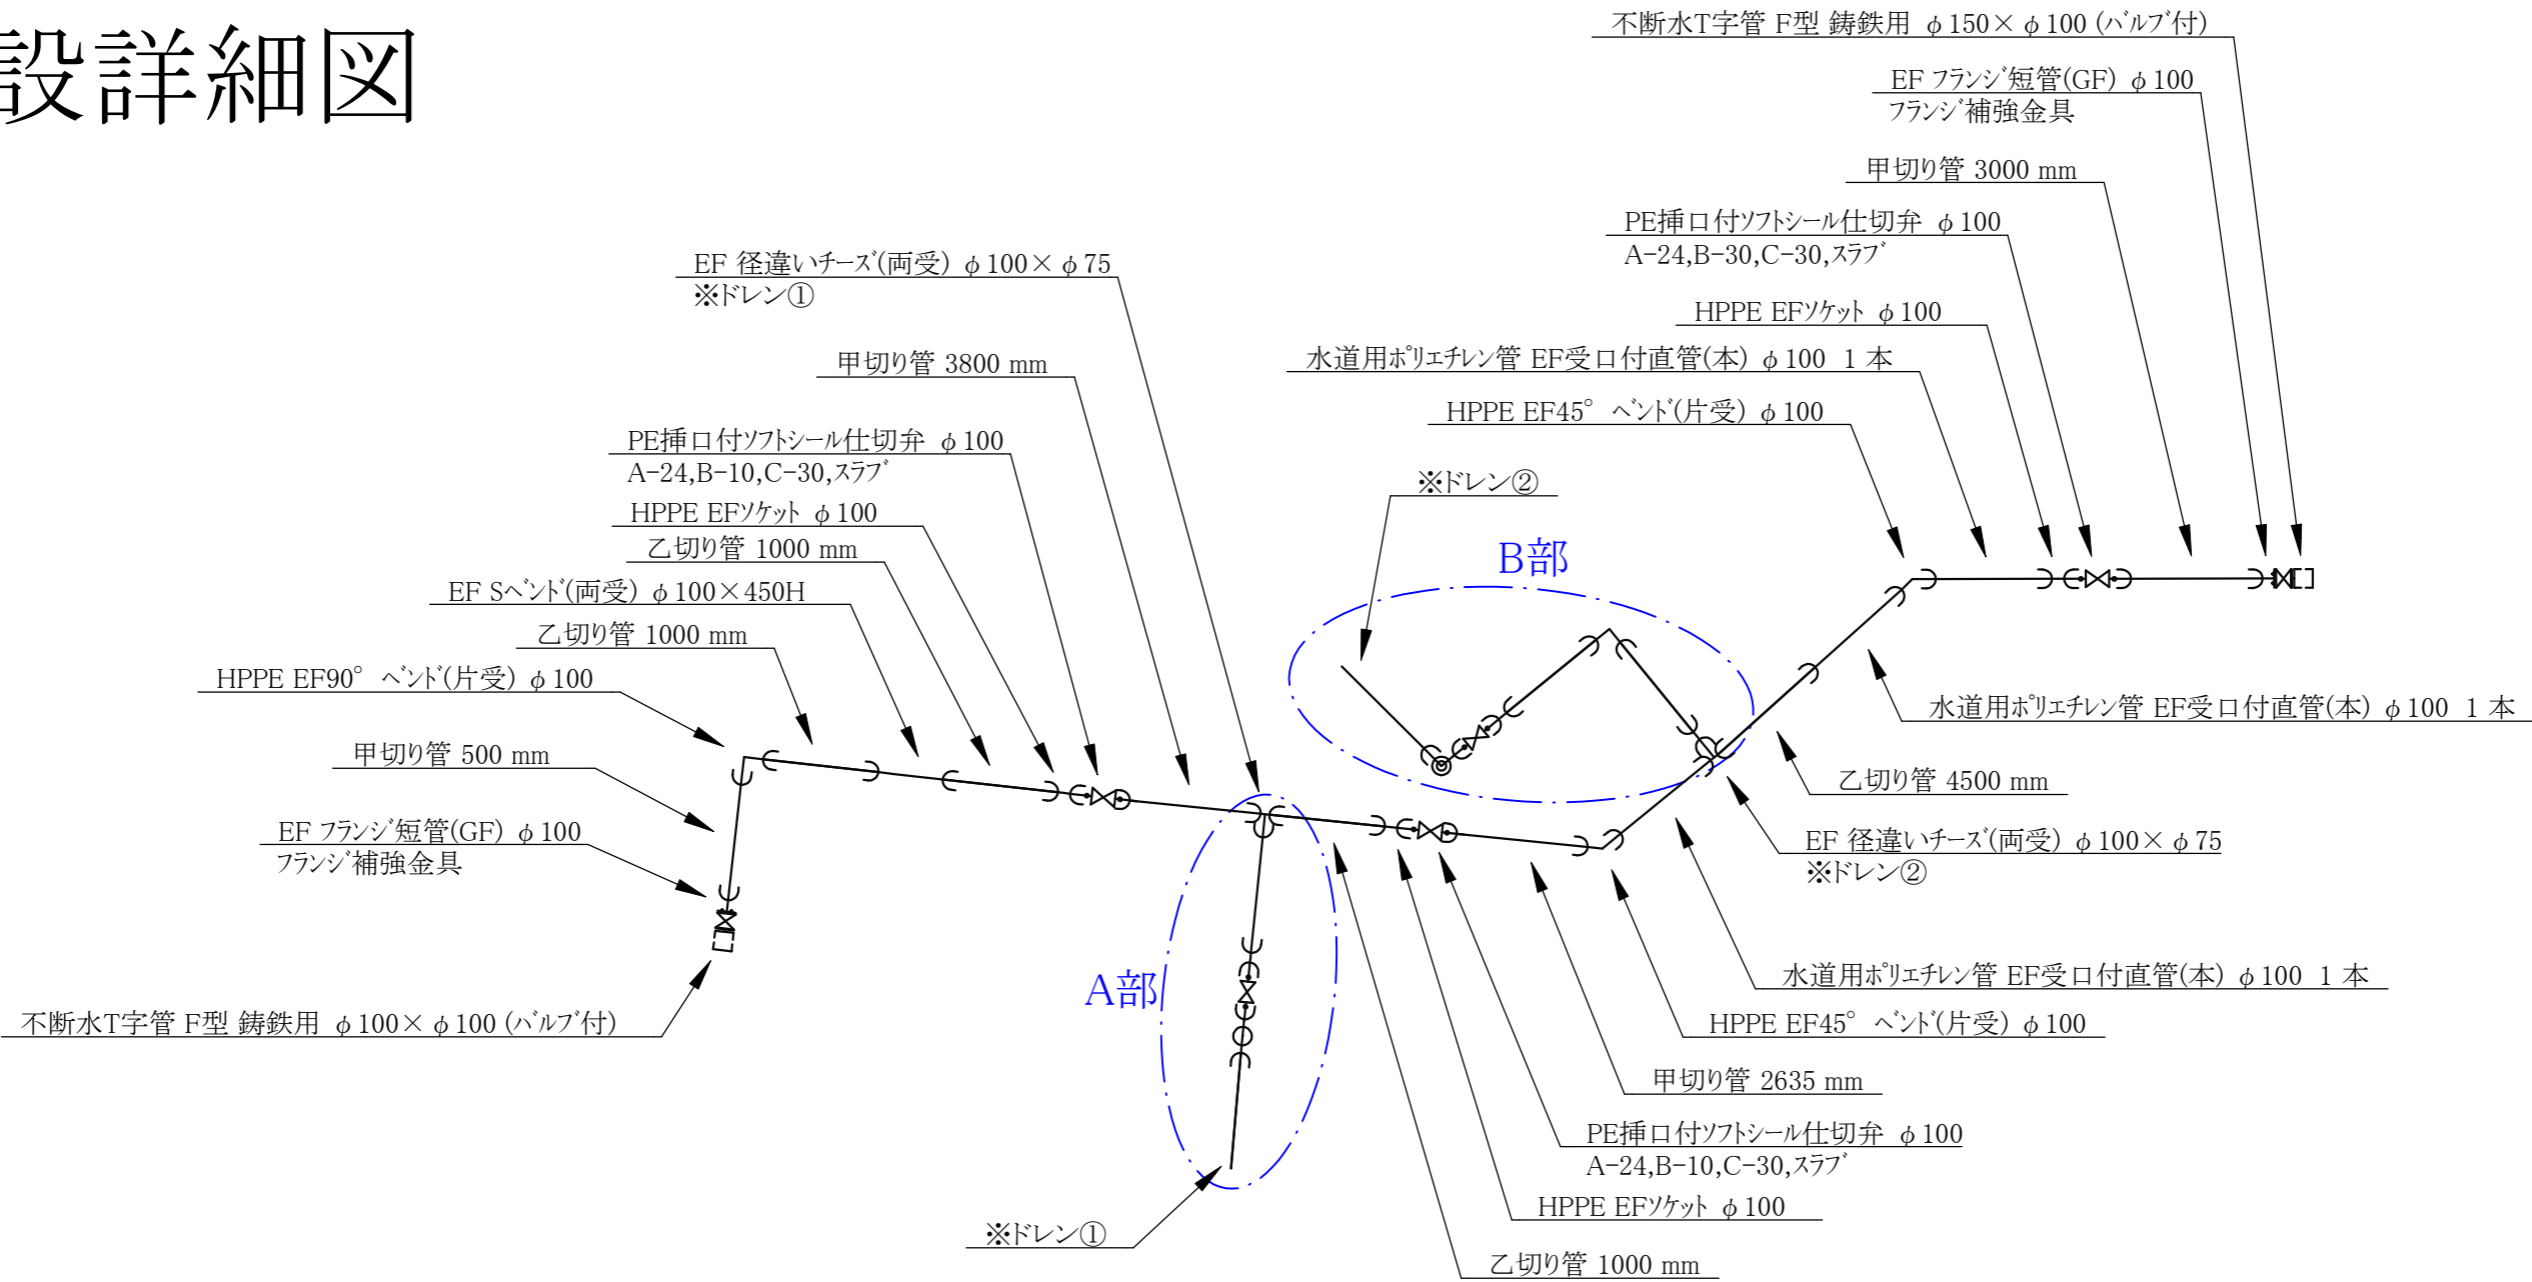 設詳細図
不断水T字管 F型 鋳鉄用 φ150×φ100 (バルブ付)
EF フランジ短管(GF) φ100
フランジ補強金具
甲切り管 3000 mm
PE挿口付ソフトシール仕切弁 φ100
A-24,B-30,C-30,スラブ
HPPE EFソケット φ100
水道用ポリエチレン管 EF受口付直管(本) φ100 1 本
HPPE EF45° ベンド(片受) φ100
※ドレン②
B部
EF 径違いチーズ(両受) φ100×φ75
※ドレン①
甲切り管 3800 mm
PE挿口付ソフトシール仕切弁 φ100
A-24,B-10,C-30,スラブ
HPPE EFソケット φ100
乙切り管 1000 mm
EF Sベンド(両受) φ100×450H
乙切り管 1000 mm
HPPE EF90° ベンド(片受) φ100
甲切り管 500 mm
EF フランジ短管(GF) φ100
フランジ補強金具
不断水T字管 F型 鋳鉄用 φ100×φ100 (バルブ付)
A部
※ドレン①
水道用ポリエチレン管 EF受口付直管(本) φ100 1 本
乙切り管 4500 mm
EF 径違いチーズ(両受) φ100×φ75
※ドレン②
水道用ポリエチレン管 EF受口付直管(本) φ100 1 本
HPPE EF45° ベンド(片受) φ100
甲切り管 2635 mm
PE挿口付ソフトシール仕切弁 φ100
A-24,B-10,C-30,スラブ
HPPE EFソケット φ100
乙切り管 1000 mm